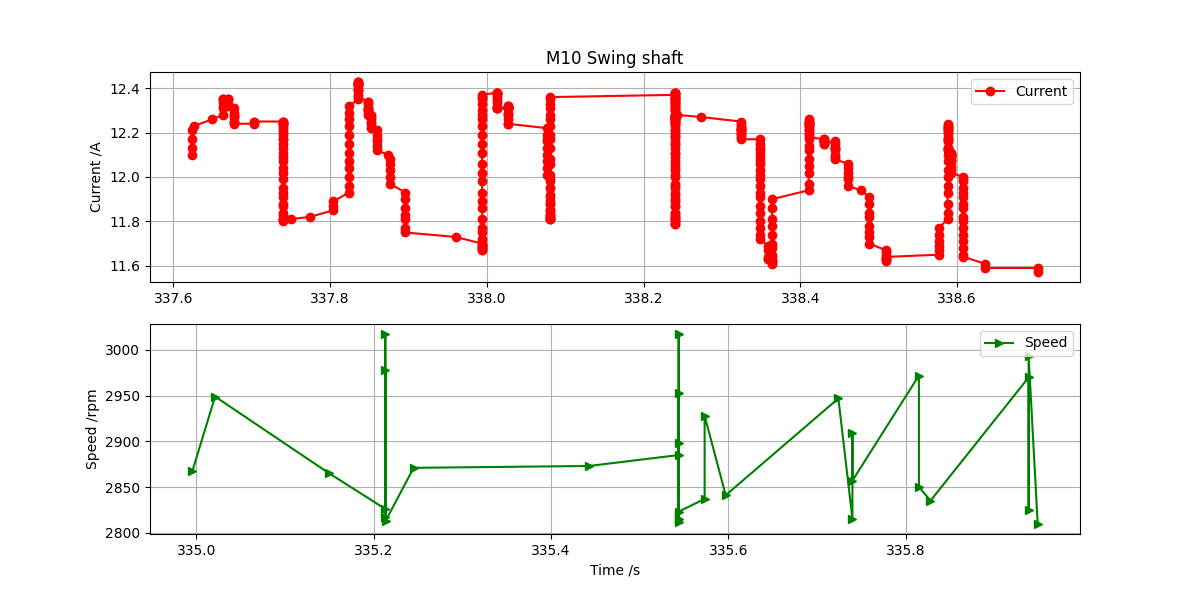 M10 Swing shaft
Current /A
12.4
12.2
12.0
11.8
11.6
Current
337.6 337.8 338.0 338.2 338.4 338.6
Speed /rpm
3000
2950
2900
2850
2800
Speed
335.0 335.2 335.4 335.6 335.8
Time /s